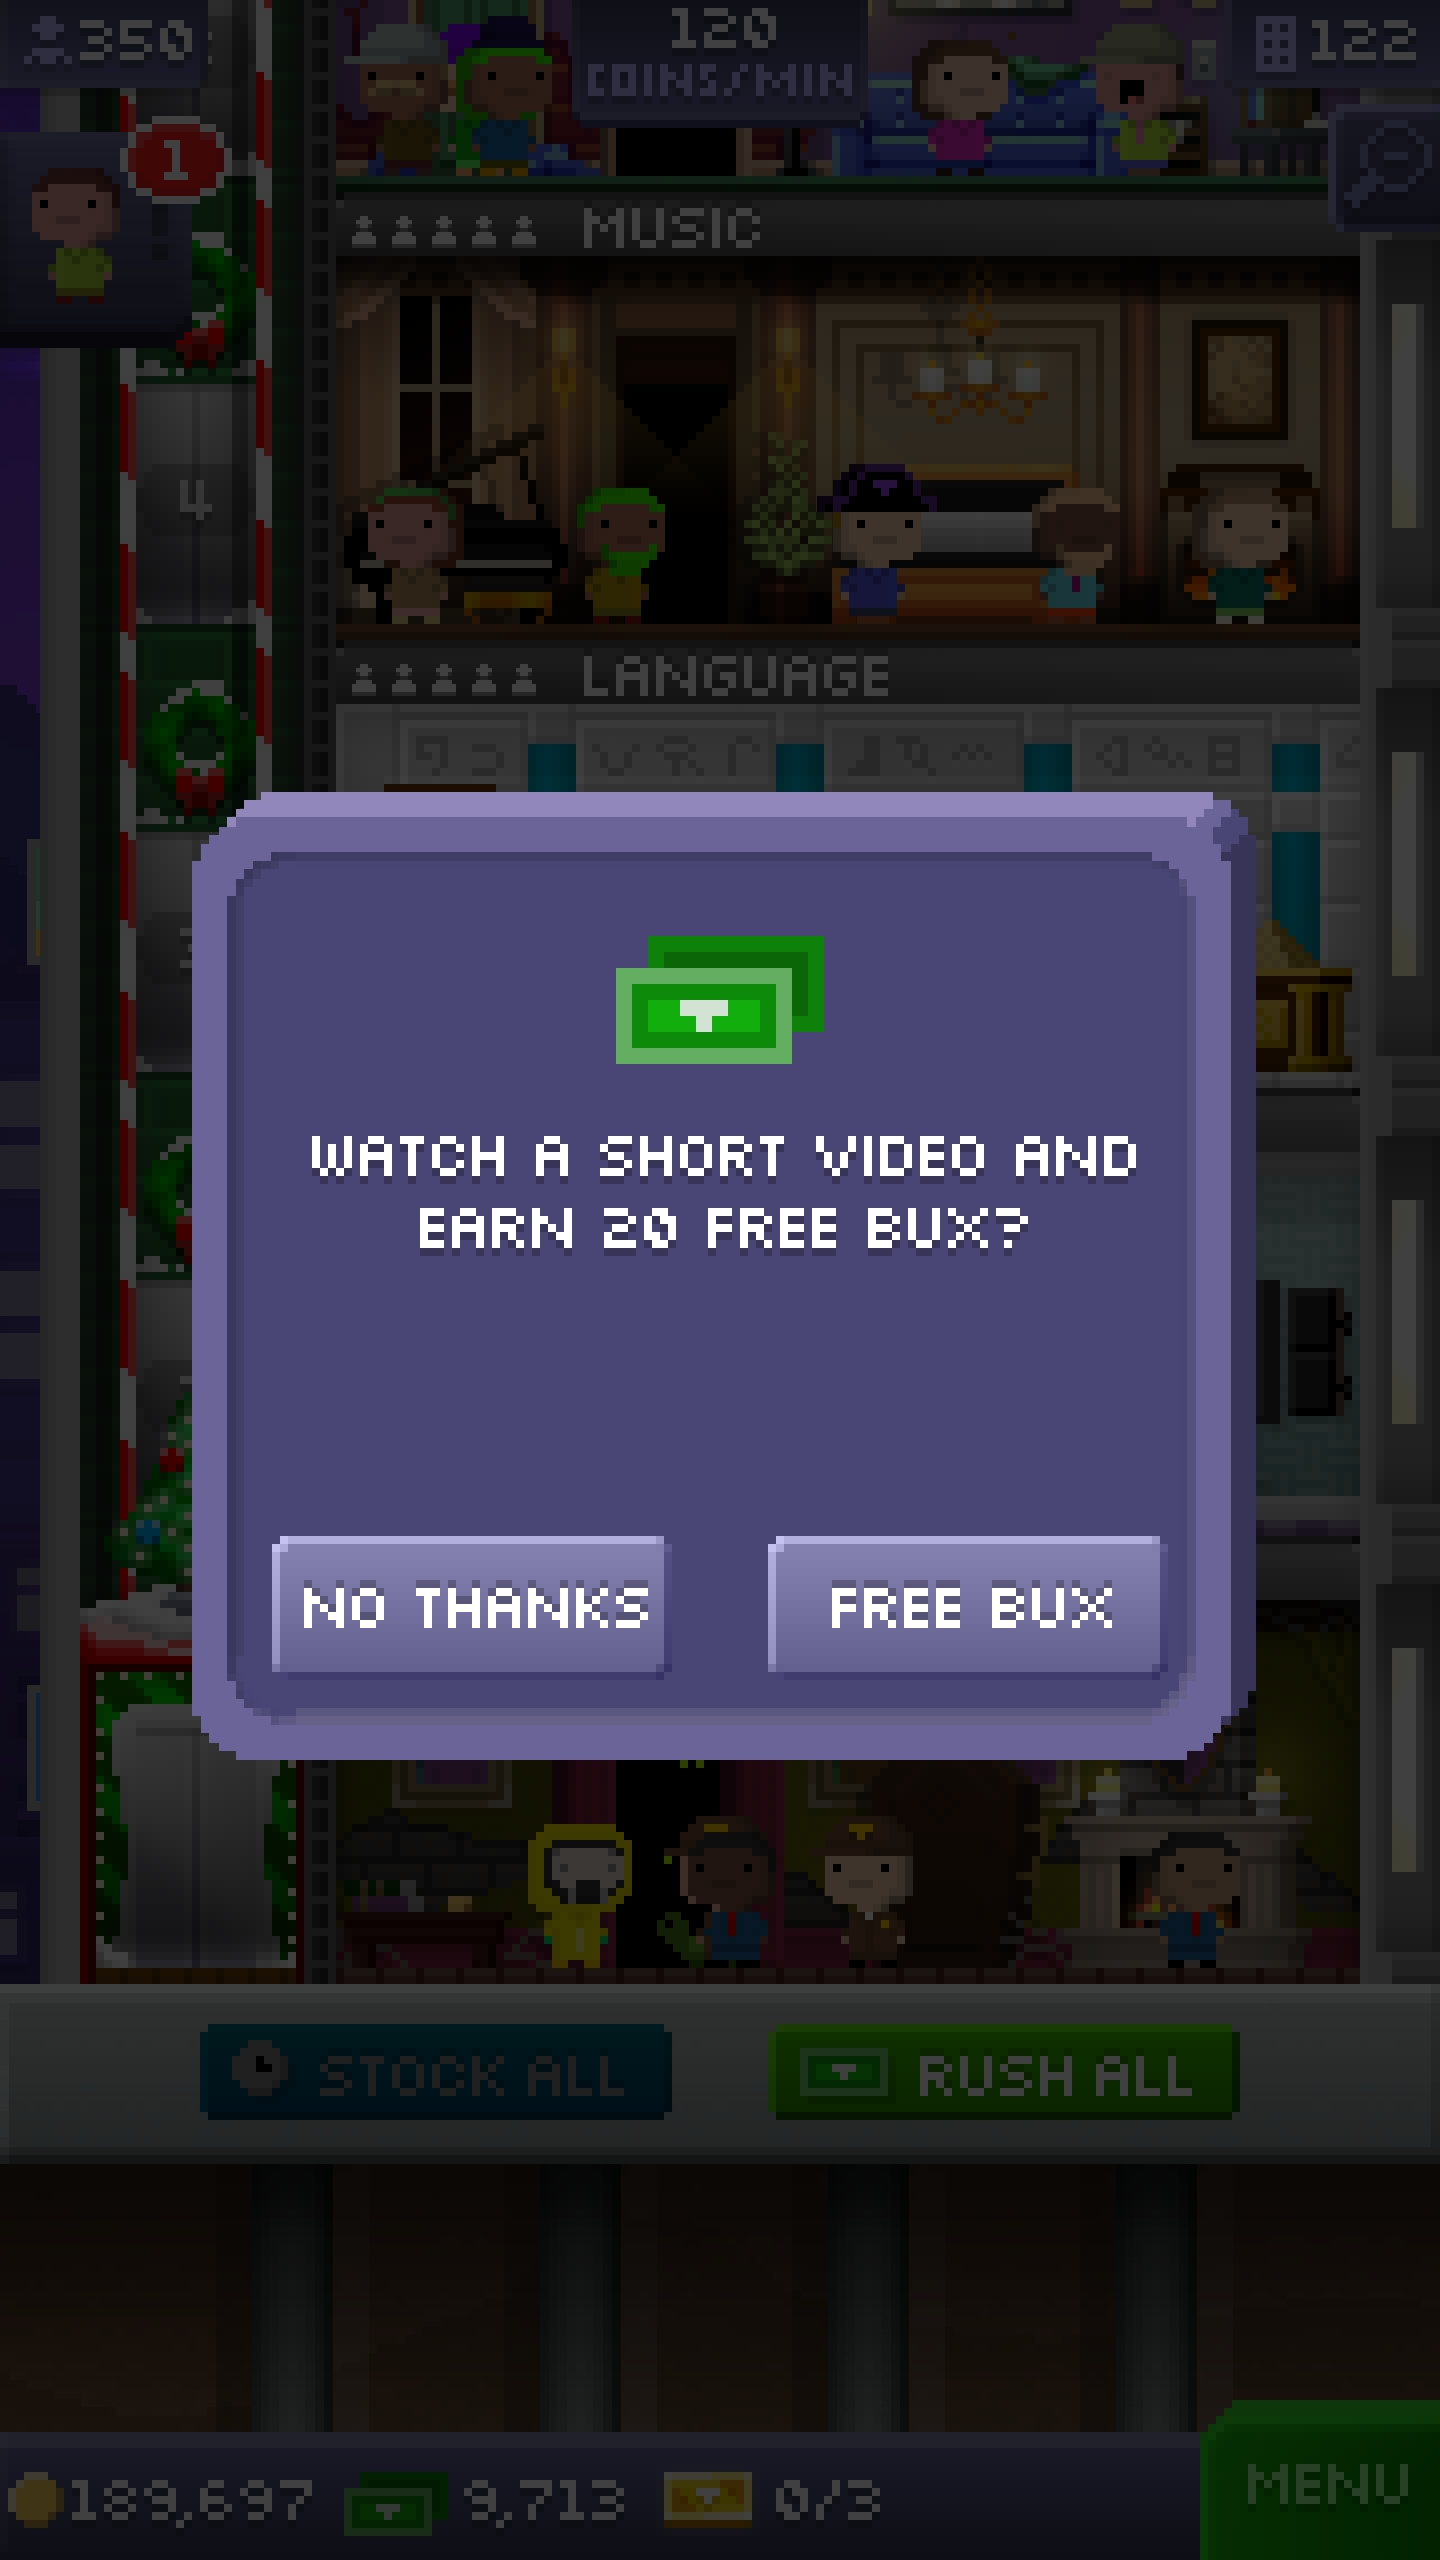 350
120
COINS/MIN
122
1
MUSIC
4
LANGUAGE
WATCH A SHORT VIDEO AND
EARN 20 FREE BUX?
NO THANKS
FREE BUX
STOCK ALL
RUSH ALL
189,697
9,713
0/3
MENU